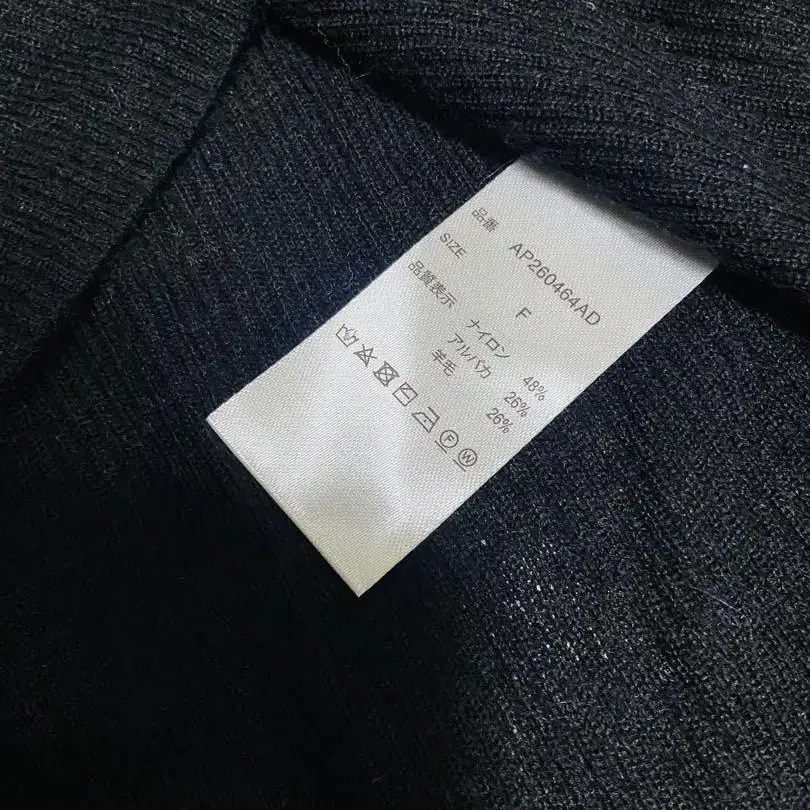 品番 AP260464AD
SIZE F
品質表示
ナイロン 48%
アルパカ 26%
羊毛 26%
F W